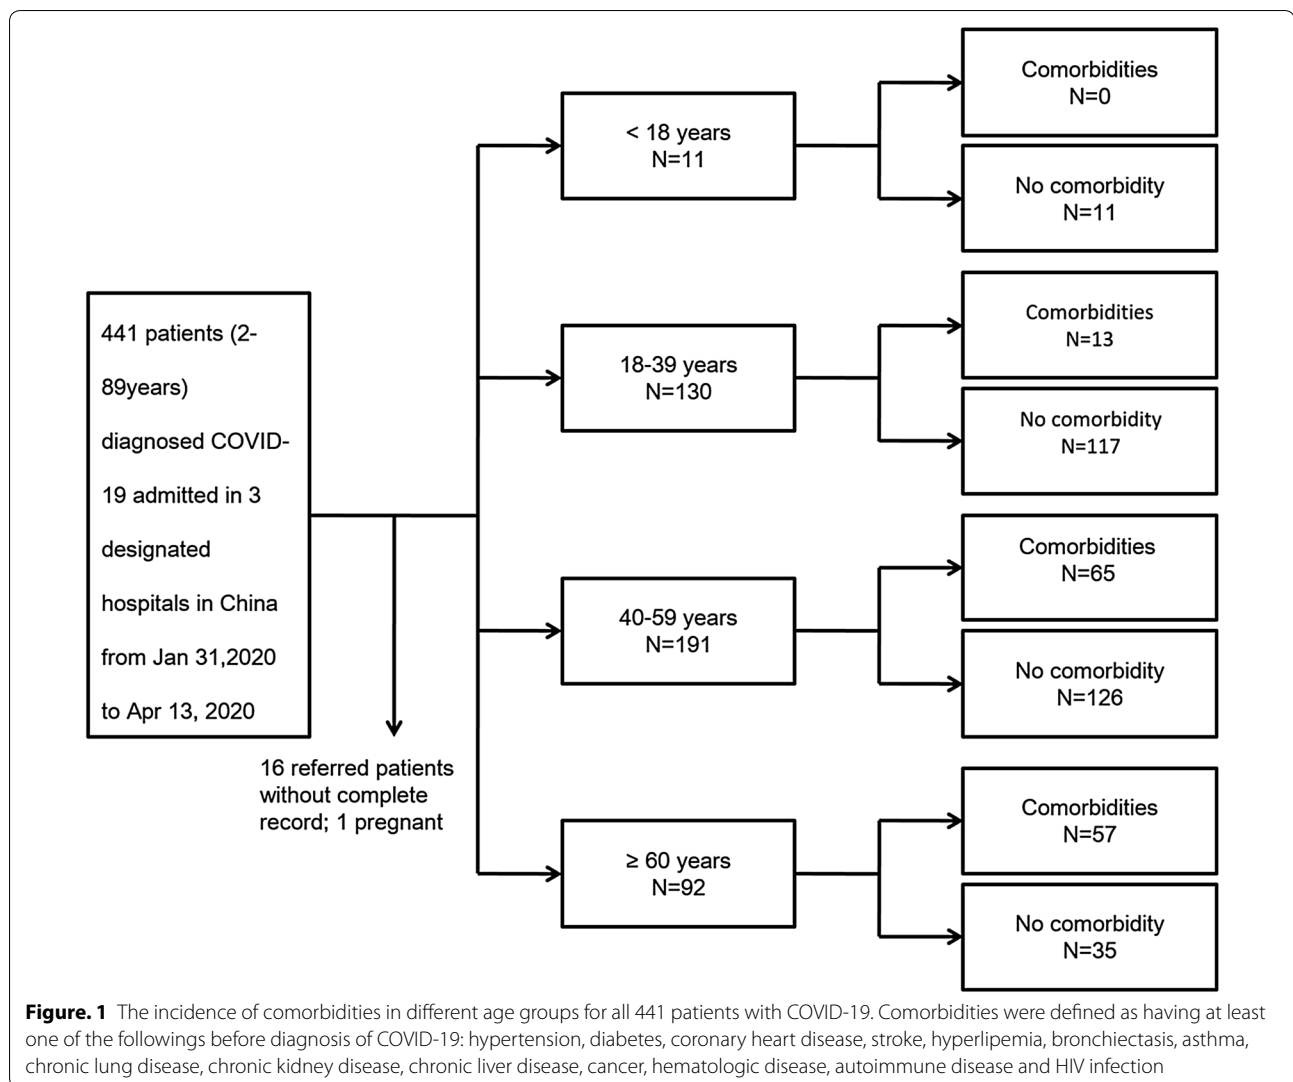 441 patients (2-
89years)
diagnosed COVID-
19 admitted in 3
designated
hospitals in China
from Jan 31,2020
to Apr 13, 2020
16 referred patients
without complete
record; 1 pregnant
< 18 years
N=11
Comorbidities
N=0
No comorbidity
N=11
18-39 years
N=130
Comorbidities
N=13
No comorbidity
N=117
40-59 years
N=191
Comorbidities
N=65
No comorbidity
N=126
≥ 60 years
N=92
Comorbidities
N=57
No comorbidity
N=35
Figure. 1 The incidence of comorbidities in different age groups for all 441 patients with COVID-19. Comorbidities were defined as having at least
one of the followings before diagnosis of COVID-19: hypertension, diabetes, coronary heart disease, stroke, hyperlipemia, bronchiectasis, asthma,
chronic lung disease, chronic kidney disease, chronic liver disease, cancer, hematologic disease, autoimmune disease and HIV infection